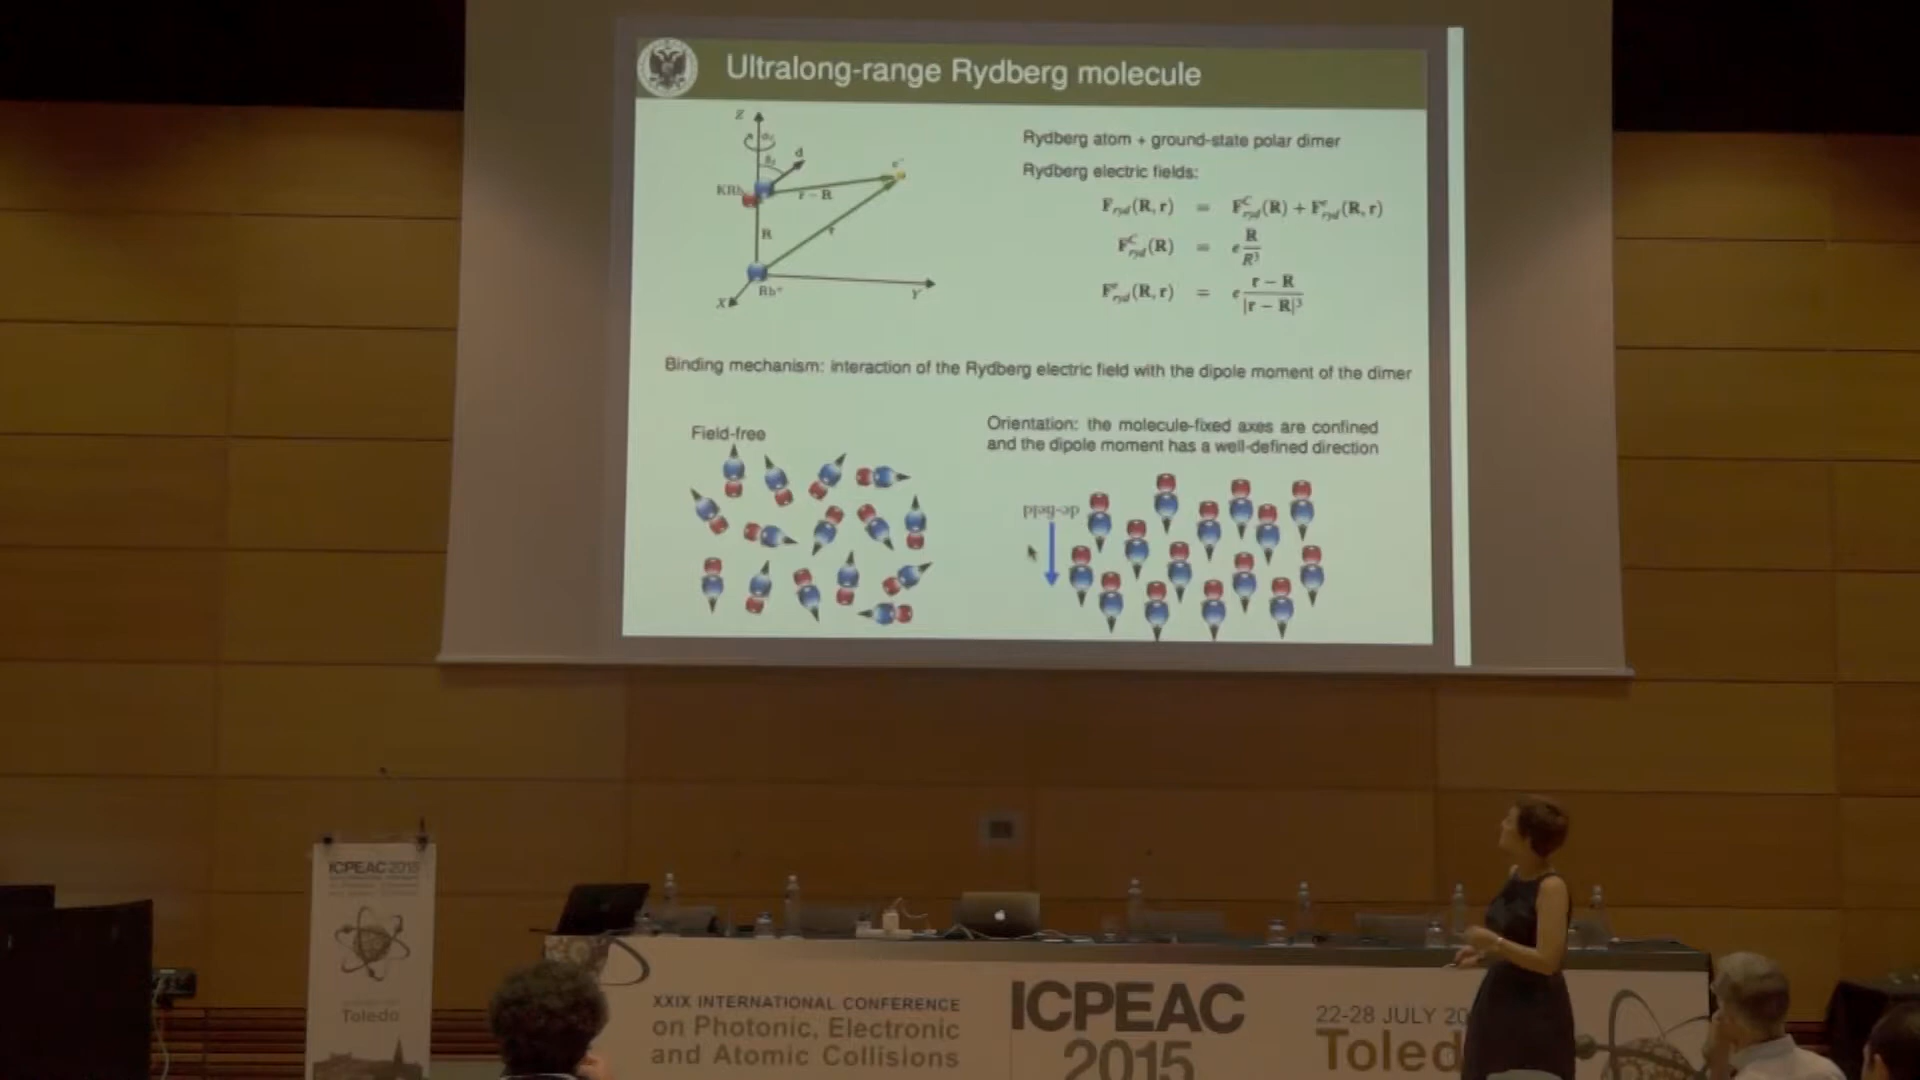 Ultralong-range Rydberg molecule
Z
d
e⁻
KRb
r − R
R
r
Rb⁺
X
Y
Rydberg atom + ground-state polar dimer
Rydberg electric fields:
F_ryd(R, r) = F^C_ryd(R) + F^e_ryd(R, r)
F^C_ryd(R) = e R/R³
F^e_ryd(R, r) = e (r − R)/|r − R|³
Binding mechanism: interaction of the Rydberg electric field with the dipole moment of the dimer
Field-free
Orientation: the molecule-fixed axes are confined
and the dipole moment has a well-defined direction
dc-field
ICPEAC 2015
Toledo
XXIX INTERNATIONAL CONFERENCE
on Photonic, Electronic
and Atomic Collisions
ICPEAC
2015
22-28 JULY 20
Toled